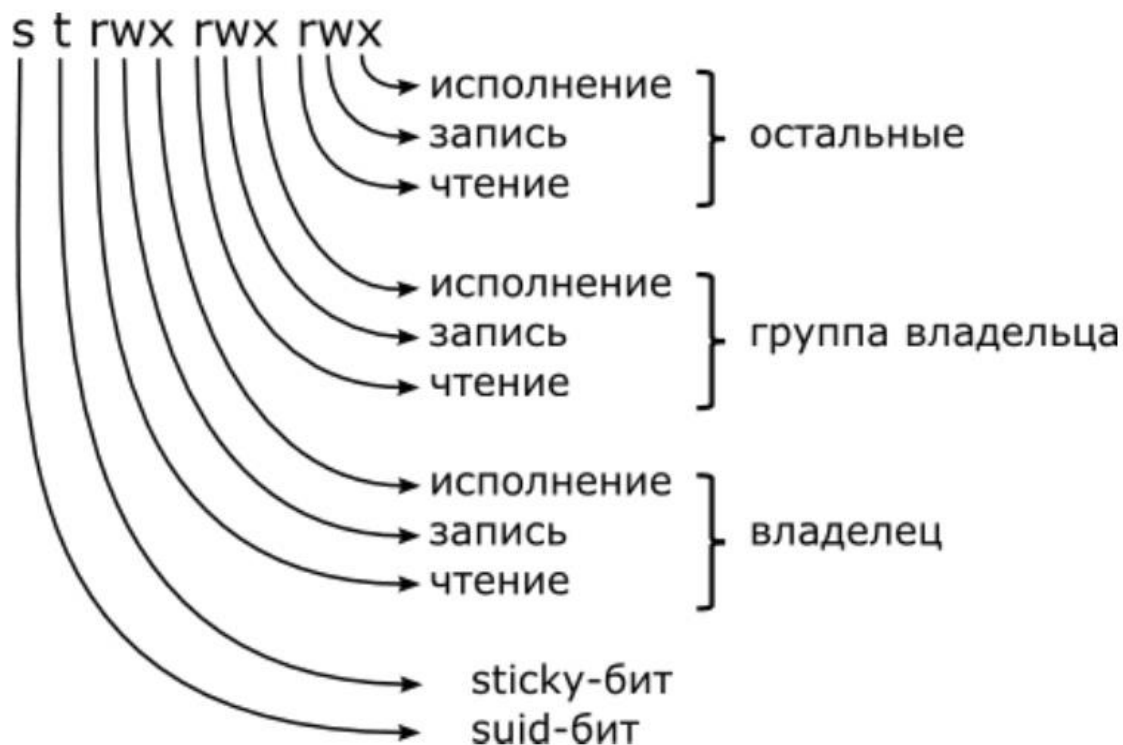 s t rwx rwx rwx
исполнение
запись
чтение
остальные
исполнение
запись
чтение
группа владельца
исполнение
запись
чтение
владелец
sticky-бит
suid-бит